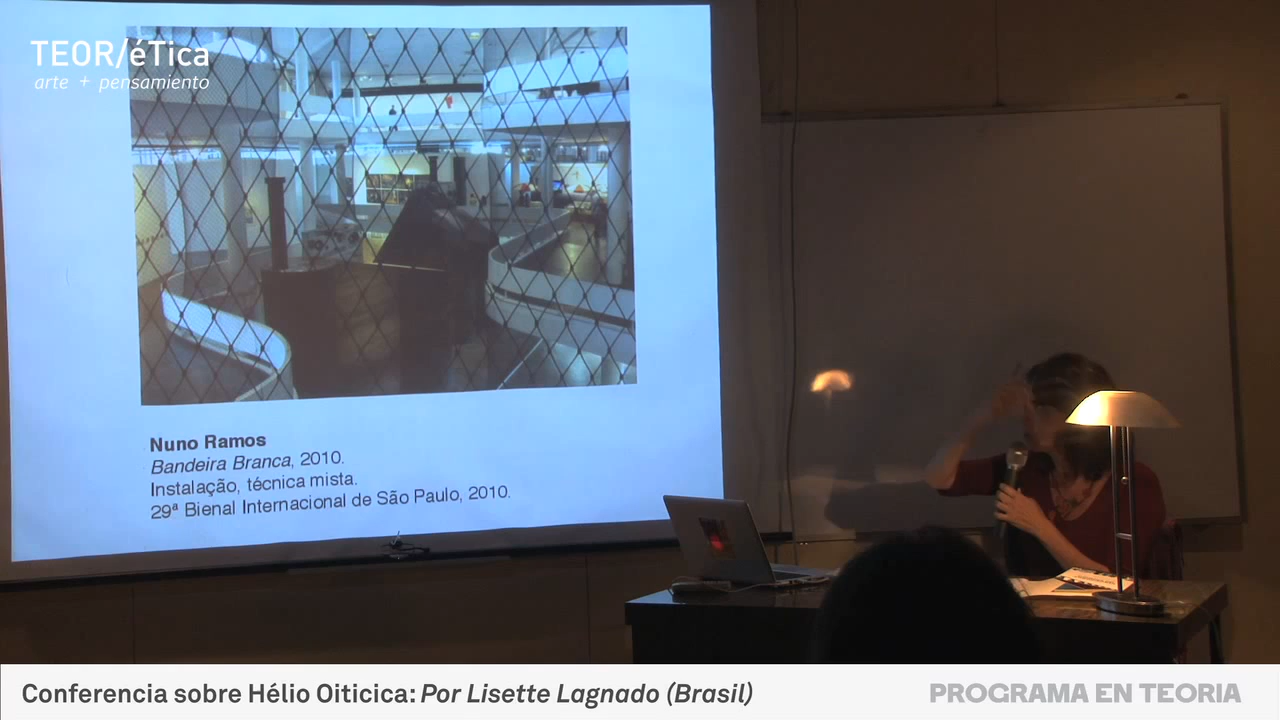 TEOR/éTica
arte + pensamiento
Nuno Ramos
Bandeira Branca, 2010.
Instalação, técnica mista.
29ª Bienal Internacional de São Paulo, 2010.
Conferencia sobre Hélio Oiticica: Por Lisette Lagnado (Brasil)
PROGRAMA EN TEORIA